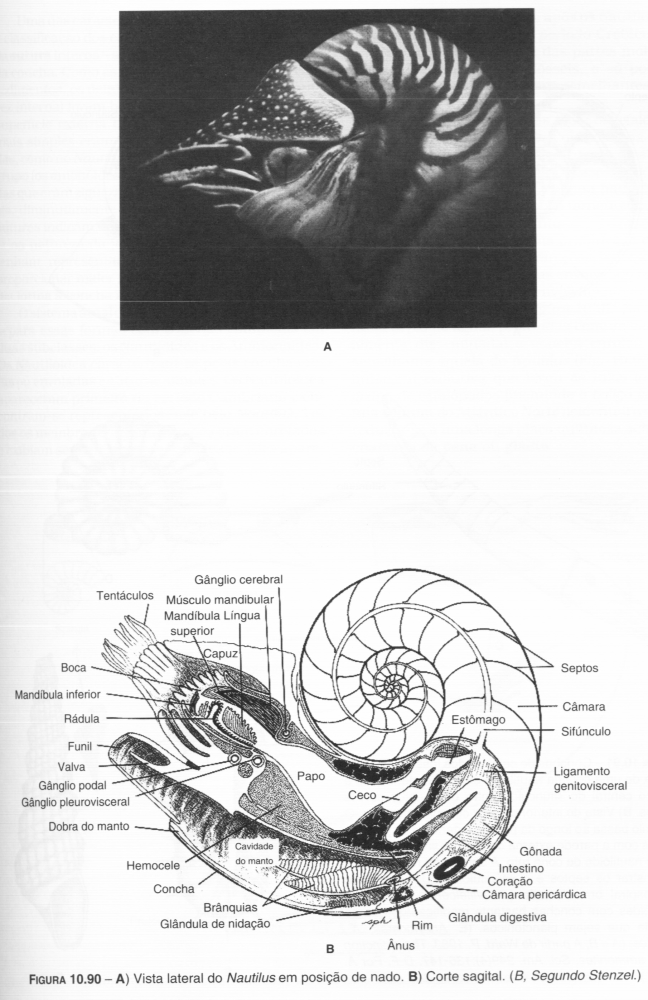 A
Gânglio cerebral
Tentáculos
Músculo mandibular
Mandíbula Língua
superior
Capuz
Boca
Mandíbula inferior
Rádula
Funil
Valva
Gânglio podal
Gânglio pleurovisceral
Dobra do manto
Hemocele
Concha
Brânquias
Glândula de nidação
Cavidade
do manto
Papo
Ceco
Estômago
Septos
Câmara
Sifúnculo
Ligamento
genitovisceral
Gônada
Intestino
Coração
Câmara pericárdica
Glândula digestiva
Rim
Ânus
sph
B
FIGURA 10.90 – A) Vista lateral do Nautilus em posição de nado. B) Corte sagital. (B, Segundo Stenzel.)